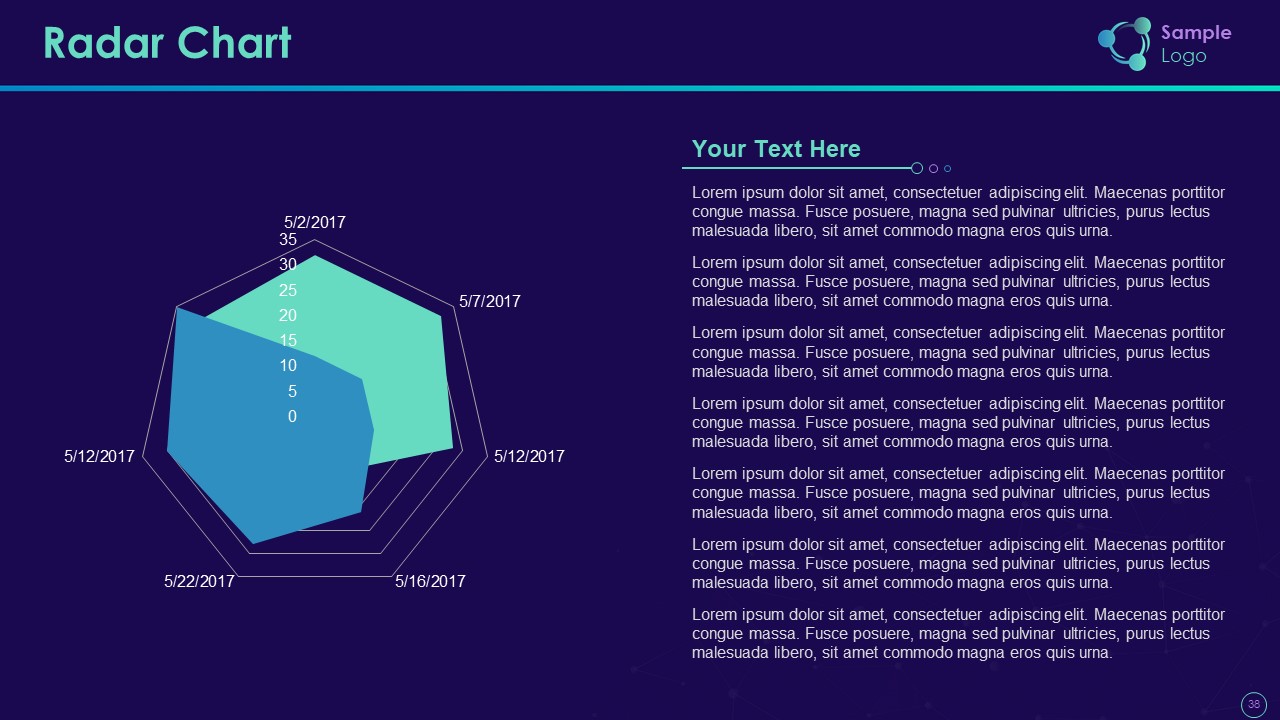 Radar Chart
Sample
Logo
5/2/2017
35
30
25
20
15
10
5
0
5/7/2017
5/12/2017
5/12/2017
5/22/2017
5/16/2017
Your Text Here
Lorem ipsum dolor sit amet, consectetuer adipiscing elit. Maecenas porttitor
congue massa. Fusce posuere, magna sed pulvinar ultricies, purus lectus
malesuada libero, sit amet commodo magna eros quis urna.
Lorem ipsum dolor sit amet, consectetuer adipiscing elit. Maecenas porttitor
congue massa. Fusce posuere, magna sed pulvinar ultricies, purus lectus
malesuada libero, sit amet commodo magna eros quis urna.
Lorem ipsum dolor sit amet, consectetuer adipiscing elit. Maecenas porttitor
congue massa. Fusce posuere, magna sed pulvinar ultricies, purus lectus
malesuada libero, sit amet commodo magna eros quis urna.
Lorem ipsum dolor sit amet, consectetuer adipiscing elit. Maecenas porttitor
congue massa. Fusce posuere, magna sed pulvinar ultricies, purus lectus
malesuada libero, sit amet commodo magna eros quis urna.
Lorem ipsum dolor sit amet, consectetuer adipiscing elit. Maecenas porttitor
congue massa. Fusce posuere, magna sed pulvinar ultricies, purus lectus
malesuada libero, sit amet commodo magna eros quis urna.
Lorem ipsum dolor sit amet, consectetuer adipiscing elit. Maecenas porttitor
congue massa. Fusce posuere, magna sed pulvinar ultricies, purus lectus
malesuada libero, sit amet commodo magna eros quis urna.
Lorem ipsum dolor sit amet, consectetuer adipiscing elit. Maecenas porttitor
congue massa. Fusce posuere, magna sed pulvinar ultricies, purus lectus
malesuada libero, sit amet commodo magna eros quis urna.
38